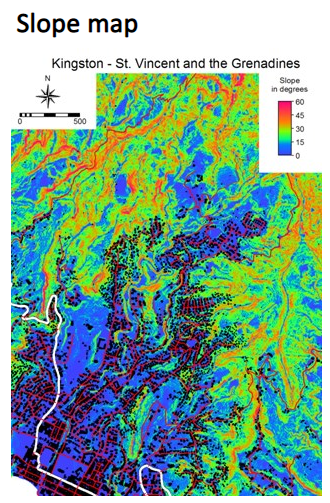 Slope map
Kingston - St. Vincent and the Grenadines
N
0 500
Slope
in degrees
60
45
30
15
0